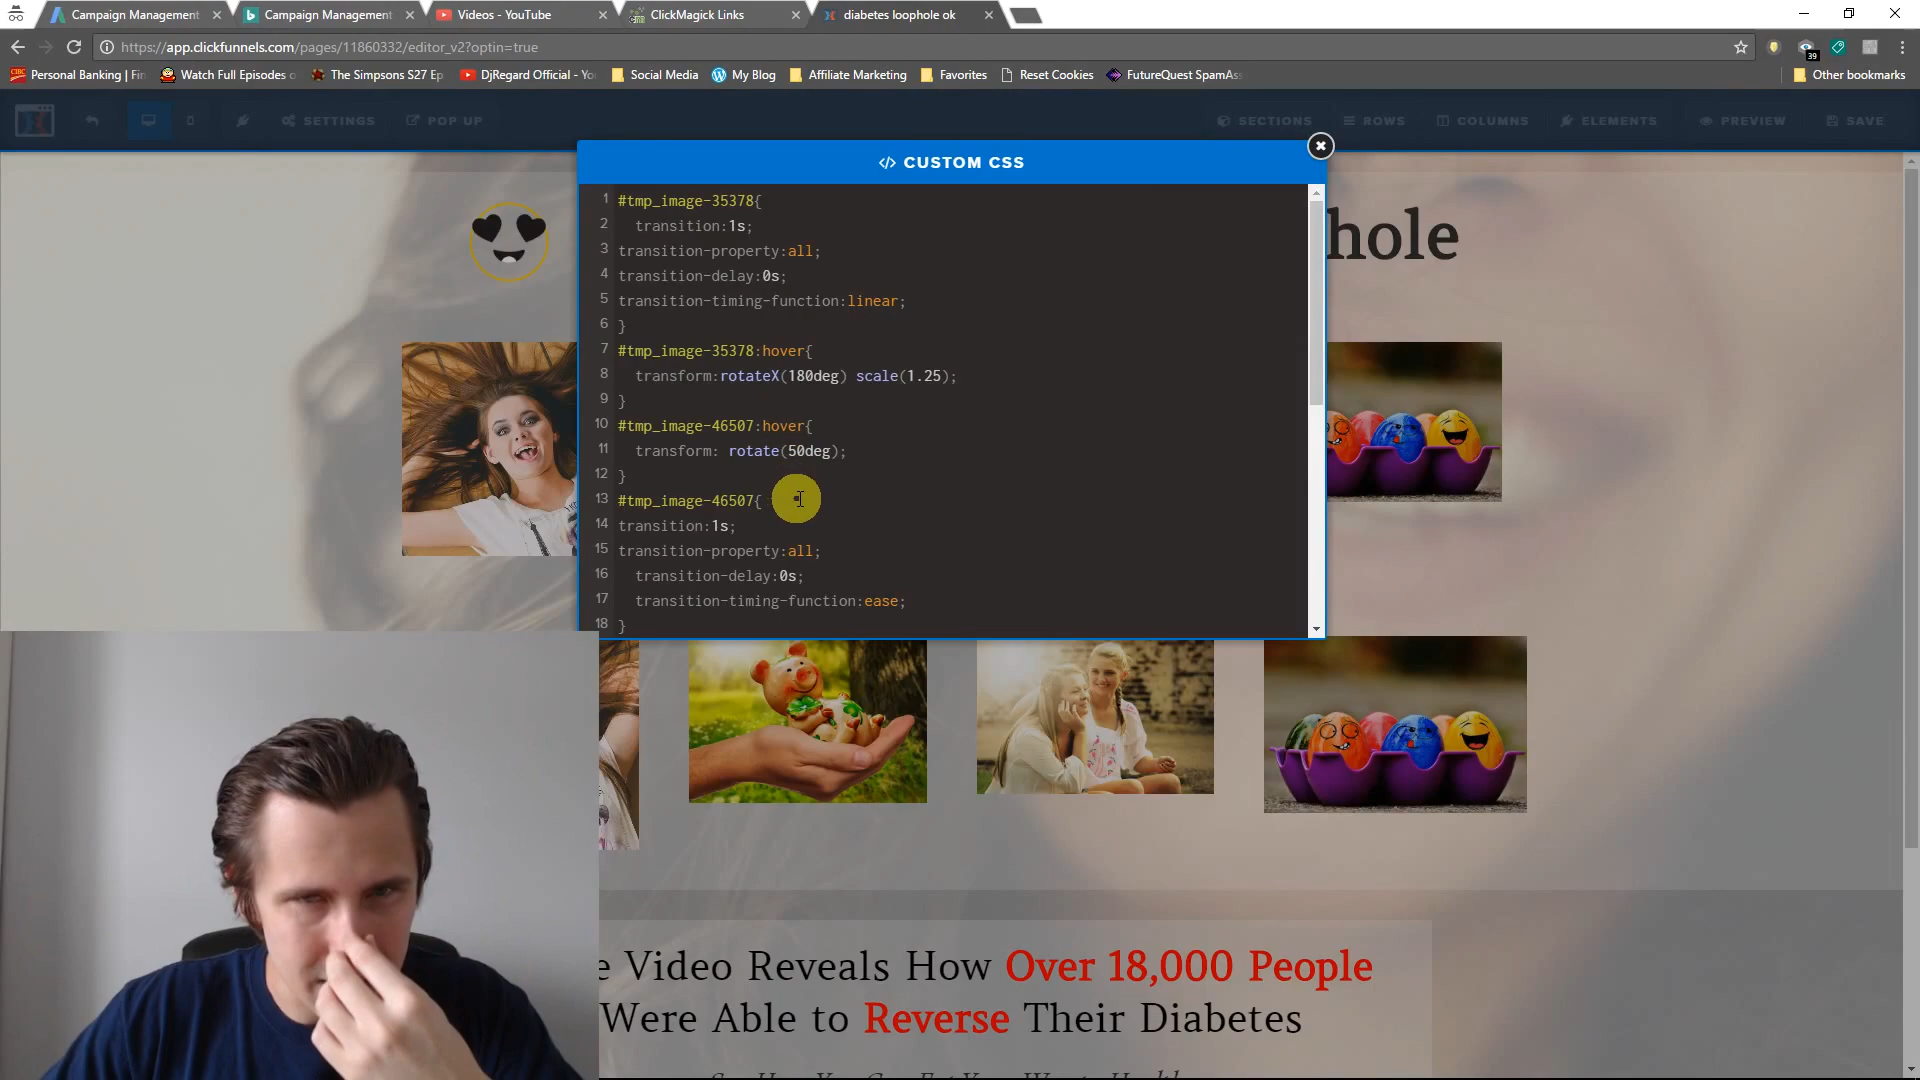 Campaign Management
Campaign Management
Videos - YouTube
ClickMagick Links
diabetes loophole ok
https://app.clickfunnels.com/pages/11860332/editor_v2?optin=true
39
Personal Banking | Fin
Watch Full Episodes o
The Simpsons S27 Ep
DjRegard Official - Yo
Social Media
My Blog
Affiliate Marketing
Favorites
Reset Cookies
FutureQuest SpamAs
Other bookmarks
SETTINGS
POP UP
SECTIONS
ROWS
COLUMNS
ELEMENTS
PREVIEW
SAVE
</> CUSTOM CSS
hole
1 #tmp_image-35378{
2 transition:1s;
3 transition-property:all;
4 transition-delay:0s;
5 transition-timing-function:linear;
6 }
7 #tmp_image-35378:hover{
8 transform:rotateX(180deg) scale(1.25);
9 }
10 #tmp_image-46507:hover{
11 transform: rotate(50deg);
12 }
13 #tmp_image-46507{
14 transition:1s;
15 transition-property:all;
16 transition-delay:0s;
17 transition-timing-function:ease;
18 }
e Video Reveals How Over 18,000 People
Were Able to Reverse Their Diabetes